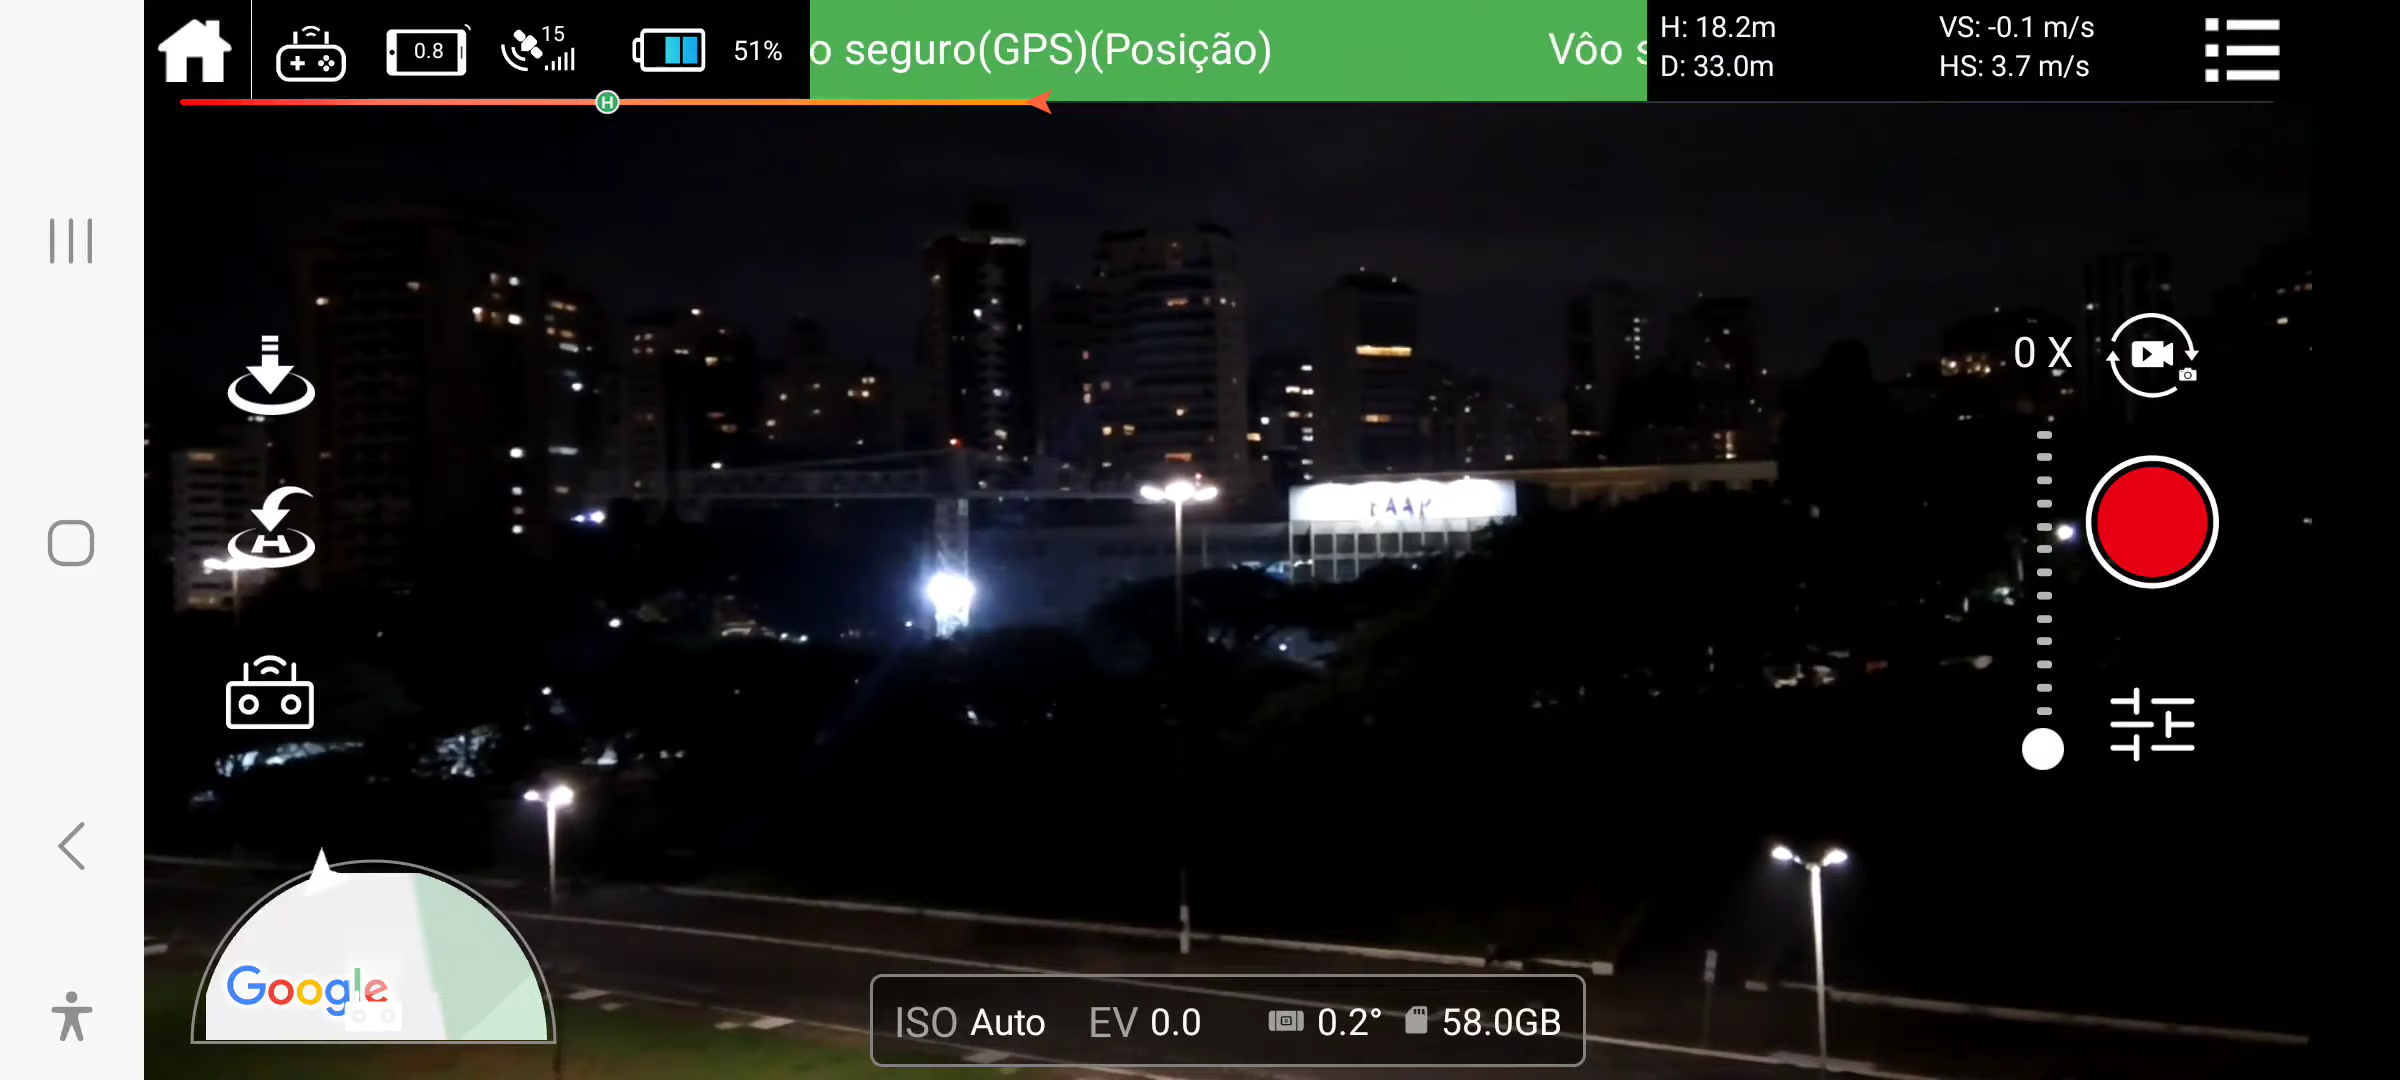 0.8
15
51%
o seguro(GPS)(Posição)
Vôo s
H: 18.2m
VS: -0.1 m/s
D: 33.0m
HS: 3.7 m/s
H
0 X
FAAP
Google
ISO Auto
EV 0.0
0.2°
58.0GB